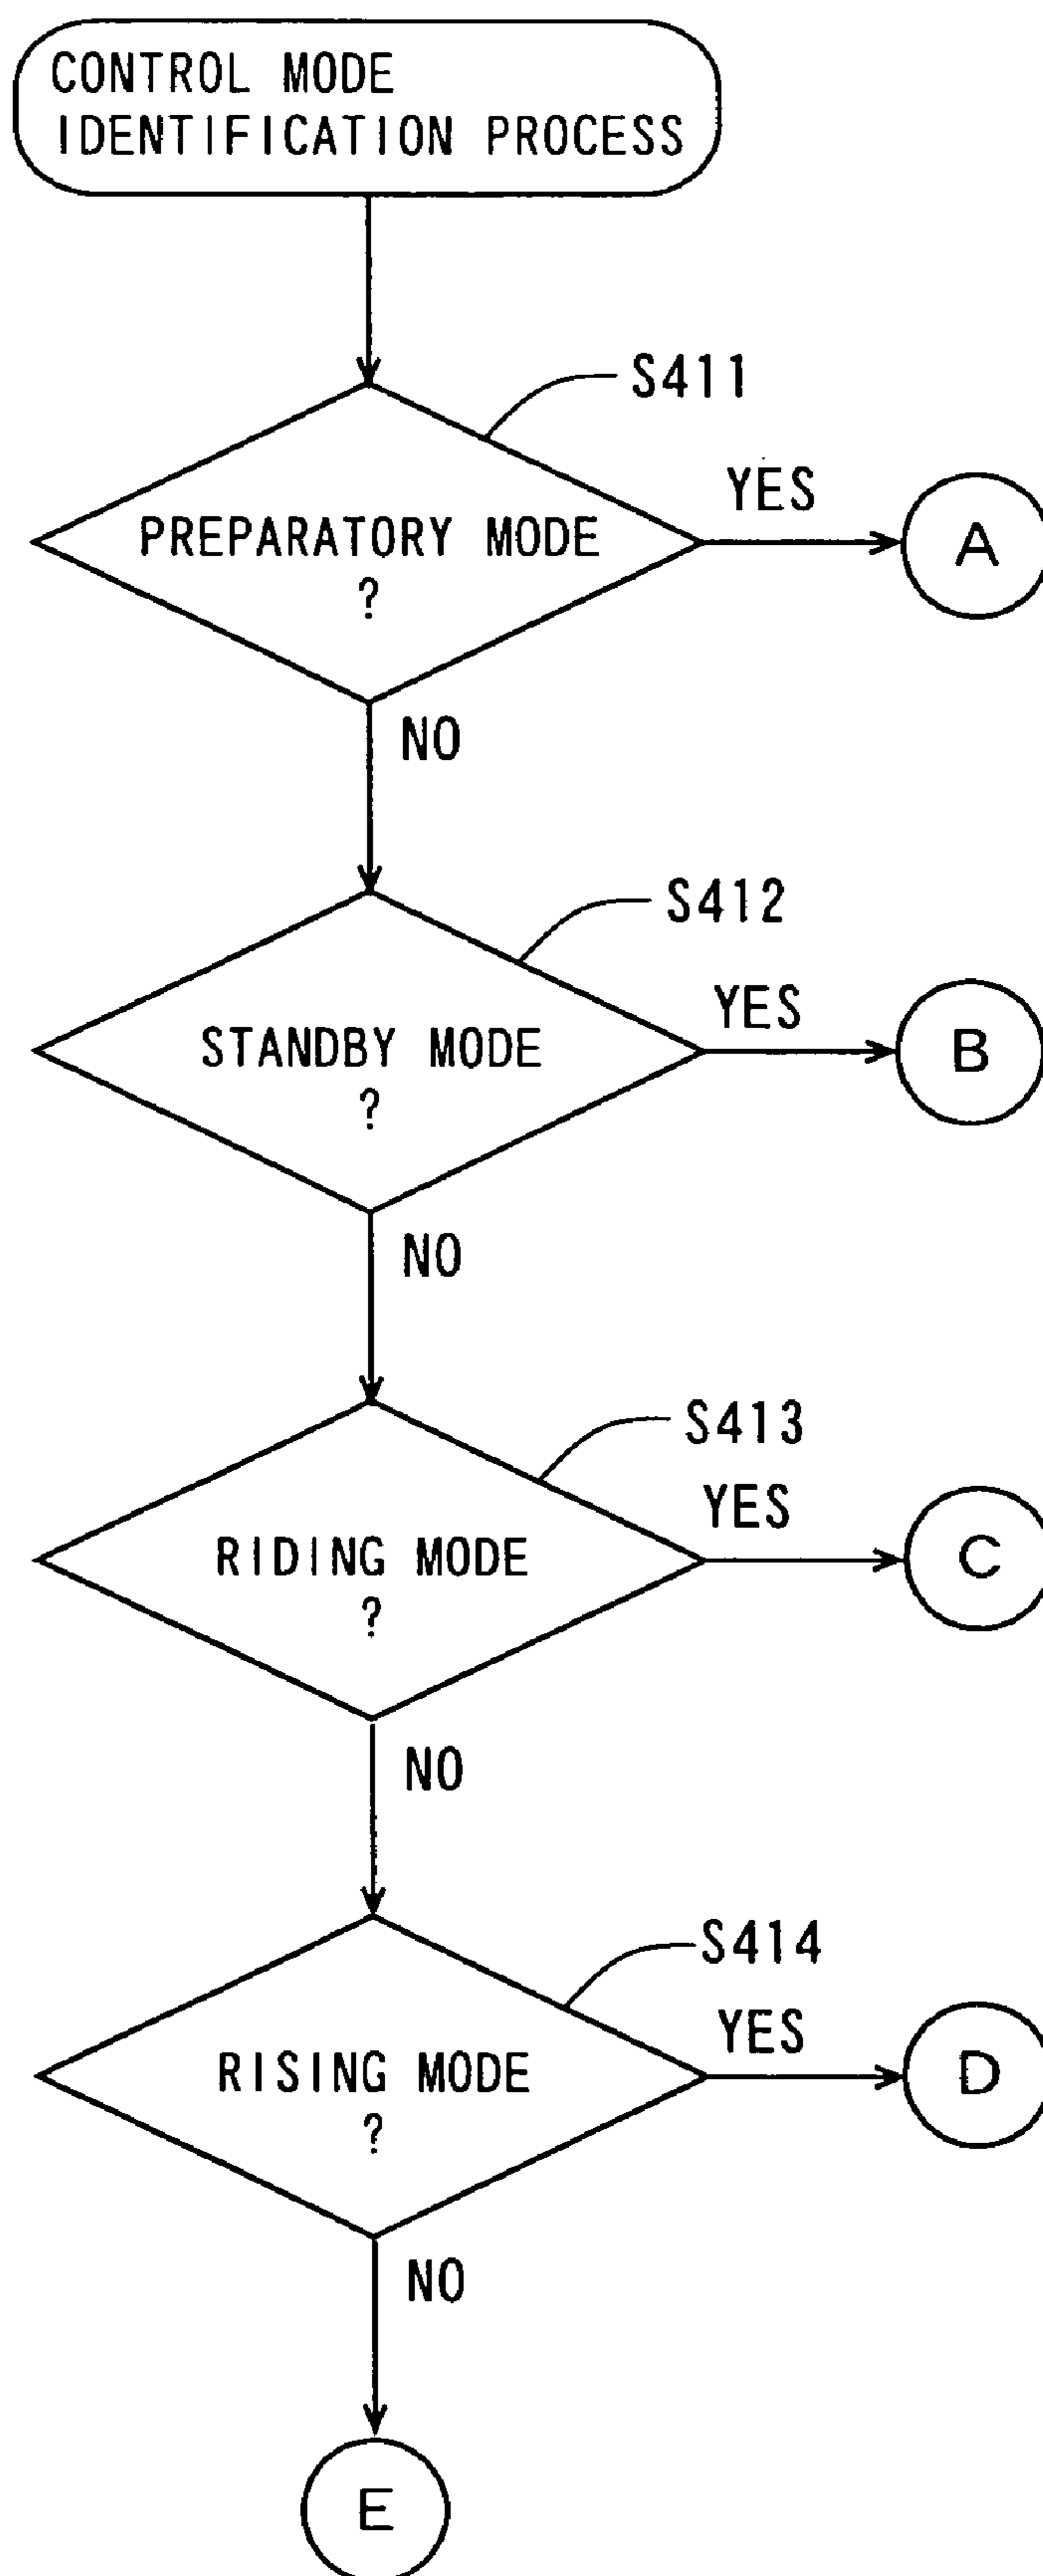 CONTROL MODE
IDENTIFICATION PROCESS
S411
YES
PREPARATORY MODE
?
A
NO
S412
YES
STANDBY MODE
?
B
NO
S413
YES
RIDING MODE
?
C
NO
S414
YES
RISING MODE
?
D
NO
E